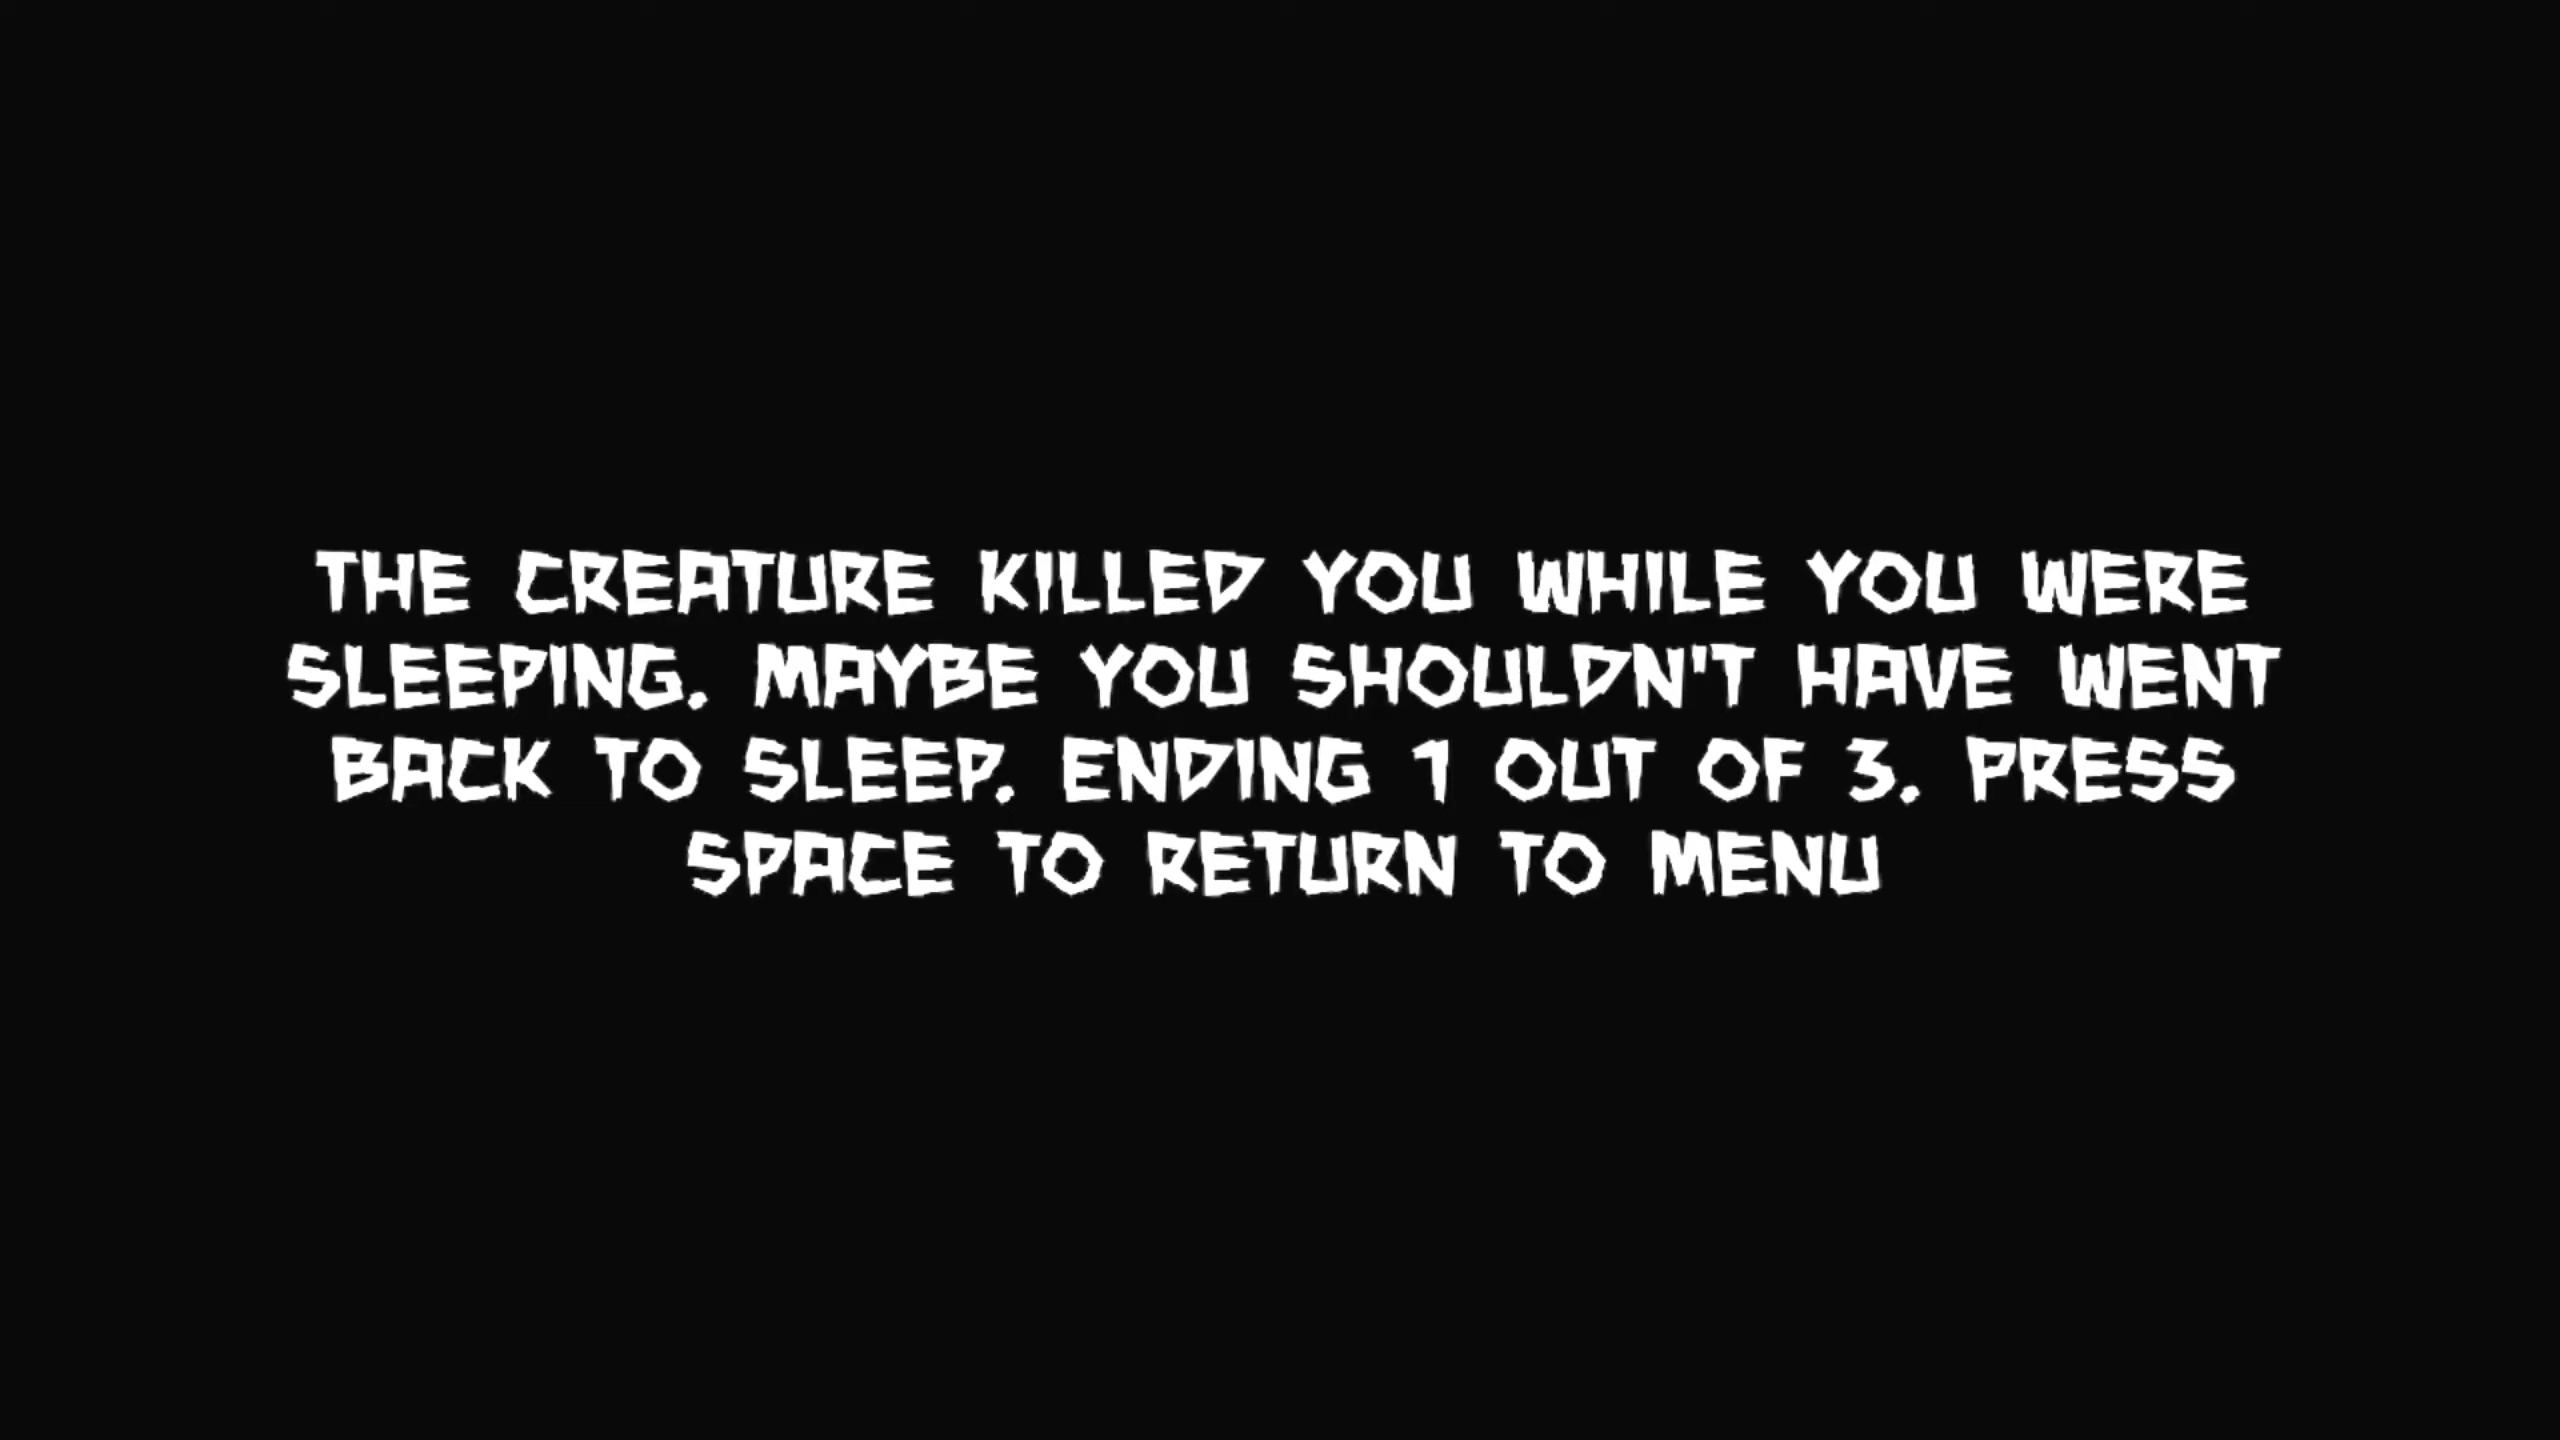 THE CREATURE KILLED YOU WHILE YOU WERE
SLEEPING. MAYBE YOU SHOULDN'T HAVE WENT
BACK TO SLEEP. ENDING 1 OUT OF 3. PRESS
SPACE TO RETURN TO MENU